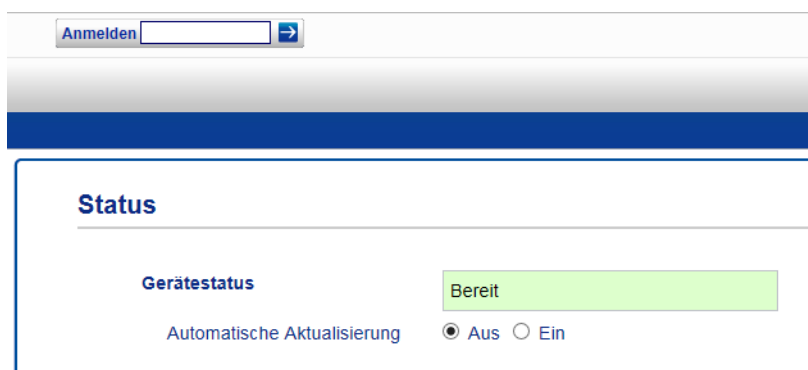 Anmelden
Status
Gerätestatus Bereit
Automatische Aktualisierung Aus Ein